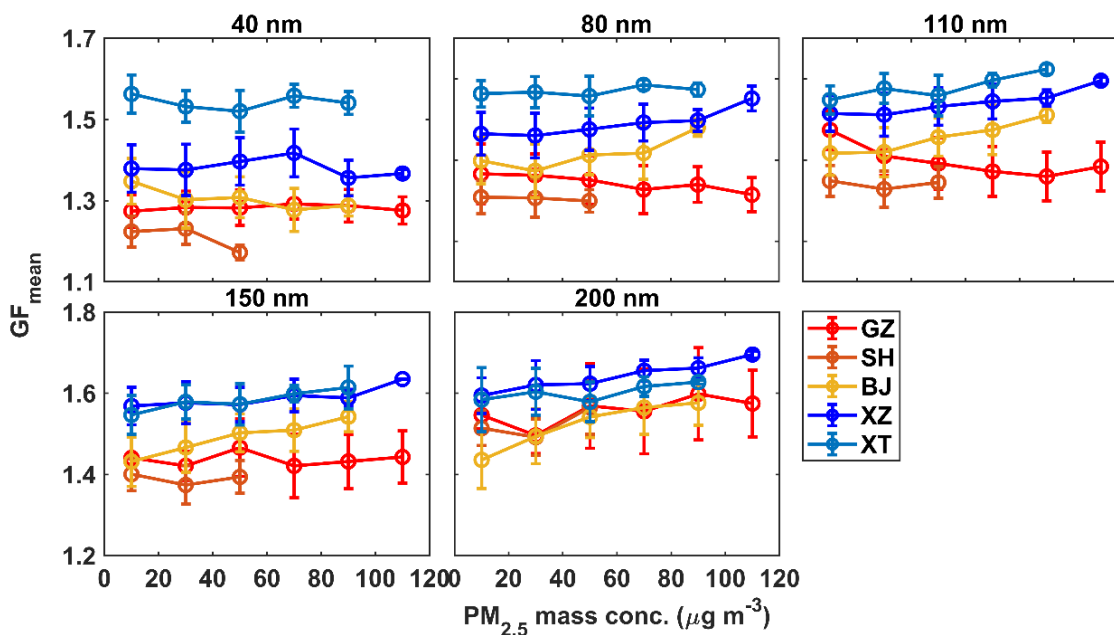 40 nm
80 nm
110 nm
1.7
1.5
1.3
1.1
150 nm
200 nm
GF_mean
1.8
1.6
1.4
1.2
GZ
SH
BJ
XZ
XT
0 20 40 60 80 100 120
0 20 40 60 80 100 120
PM_2.5 mass conc. (μg m^-3)